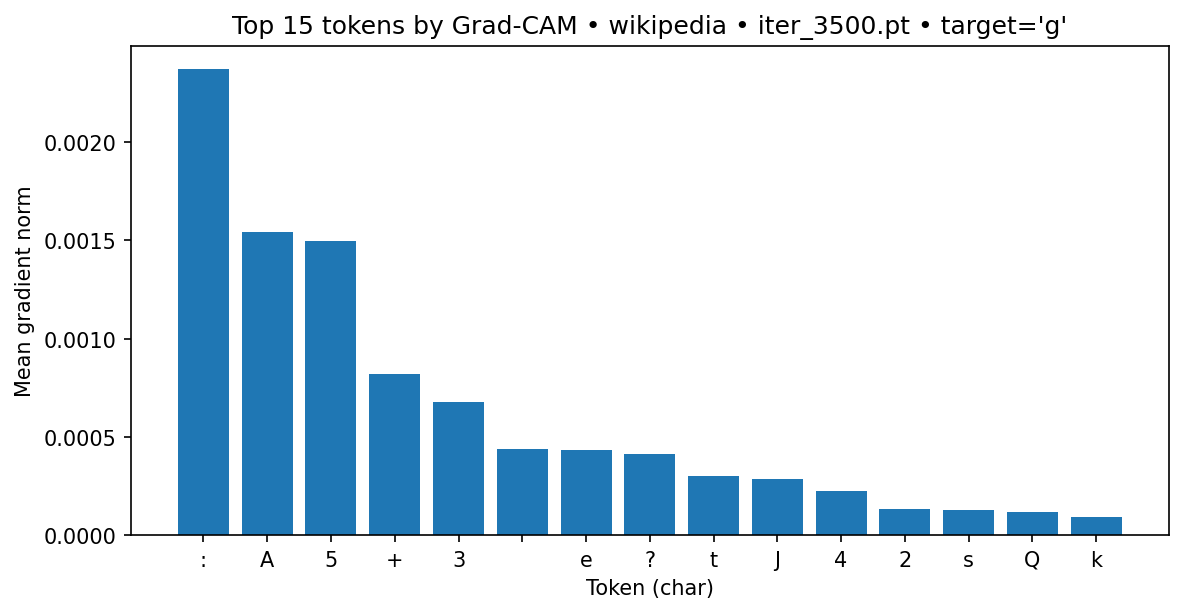 Top 15 tokens by Grad-CAM • wikipedia • iter_3500.pt • target='g'
Mean gradient norm
0.0020
0.0015
0.0010
0.0005
0.0000
: A 5 + 3 ' e ? t J 4 2 s Q k
Token (char)